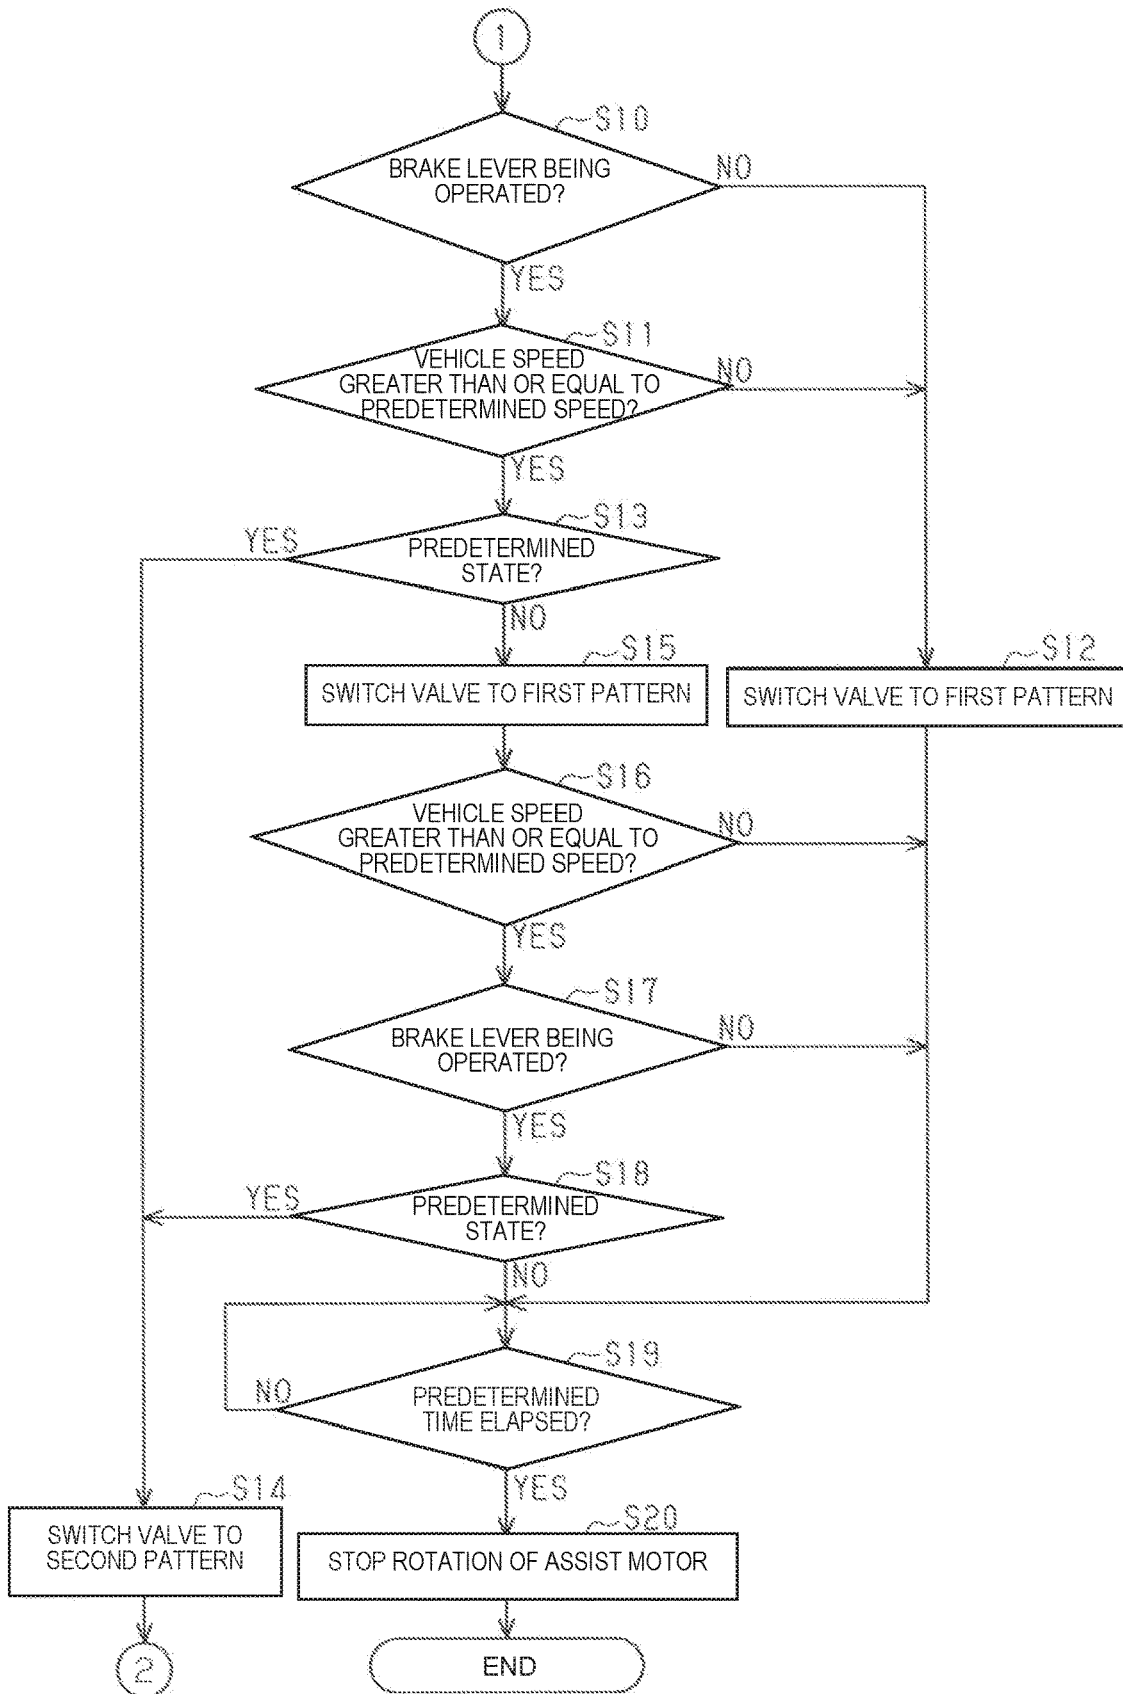 1
S10
BRAKE LEVER BEING
OPERATED?
NO
YES
S11
VEHICLE SPEED
GREATER THAN OR EQUAL TO
PREDETERMINED SPEED?
NO
YES
S13
YES
PREDETERMINED
STATE?
NO
S15
SWITCH VALVE TO FIRST PATTERN
S12
SWITCH VALVE TO FIRST PATTERN
S16
VEHICLE SPEED
GREATER THAN OR EQUAL TO
PREDETERMINED SPEED?
NO
YES
S17
BRAKE LEVER BEING
OPERATED?
NO
YES
S18
YES
PREDETERMINED
STATE?
NO
S19
NO
PREDETERMINED
TIME ELAPSED?
YES
S14
SWITCH VALVE TO
SECOND PATTERN
S20
STOP ROTATION OF ASSIST MOTOR
2
END